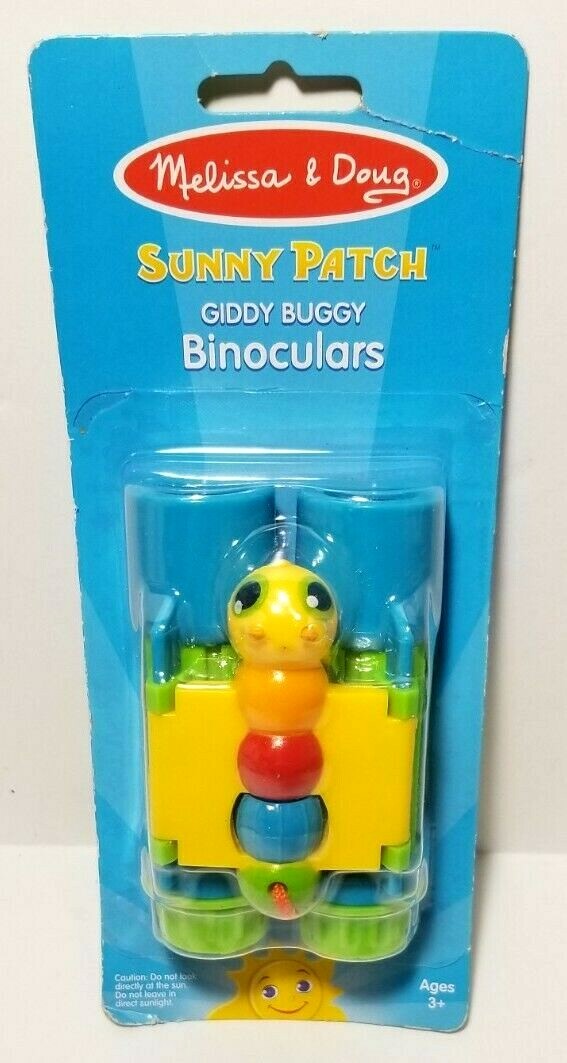 Melissa & Doug®
SUNNY PATCH™
GIDDY BUGGY
Binoculars
Caution: Do not look
directly at the sun.
Do not leave in
direct sunlight.
Ages
3+